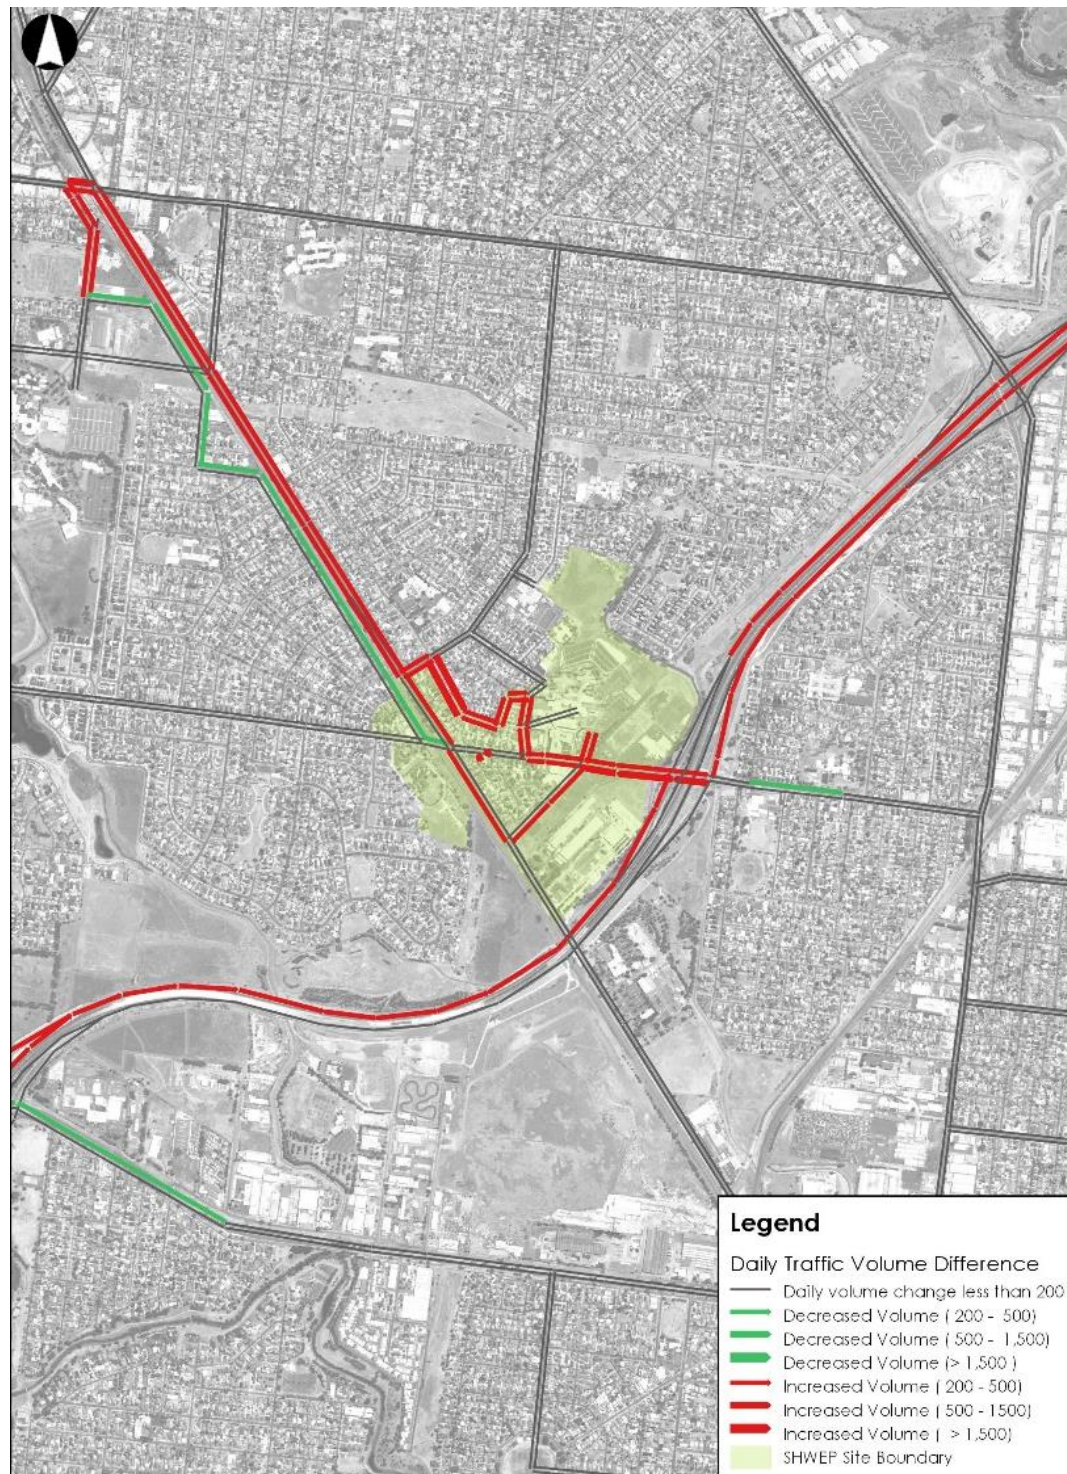 Legend
Daily Traffic Volume Difference
Daily volume change less than 200
Decreased Volume ( 200 - 500)
Decreased Volume ( 500 - 1,500)
Decreased Volume (> 1,500 )
Increased Volume ( 200 - 500)
Increased Volume ( 500 - 1500)
Increased Volume ( > 1,500)
SHWEP Site Boundary